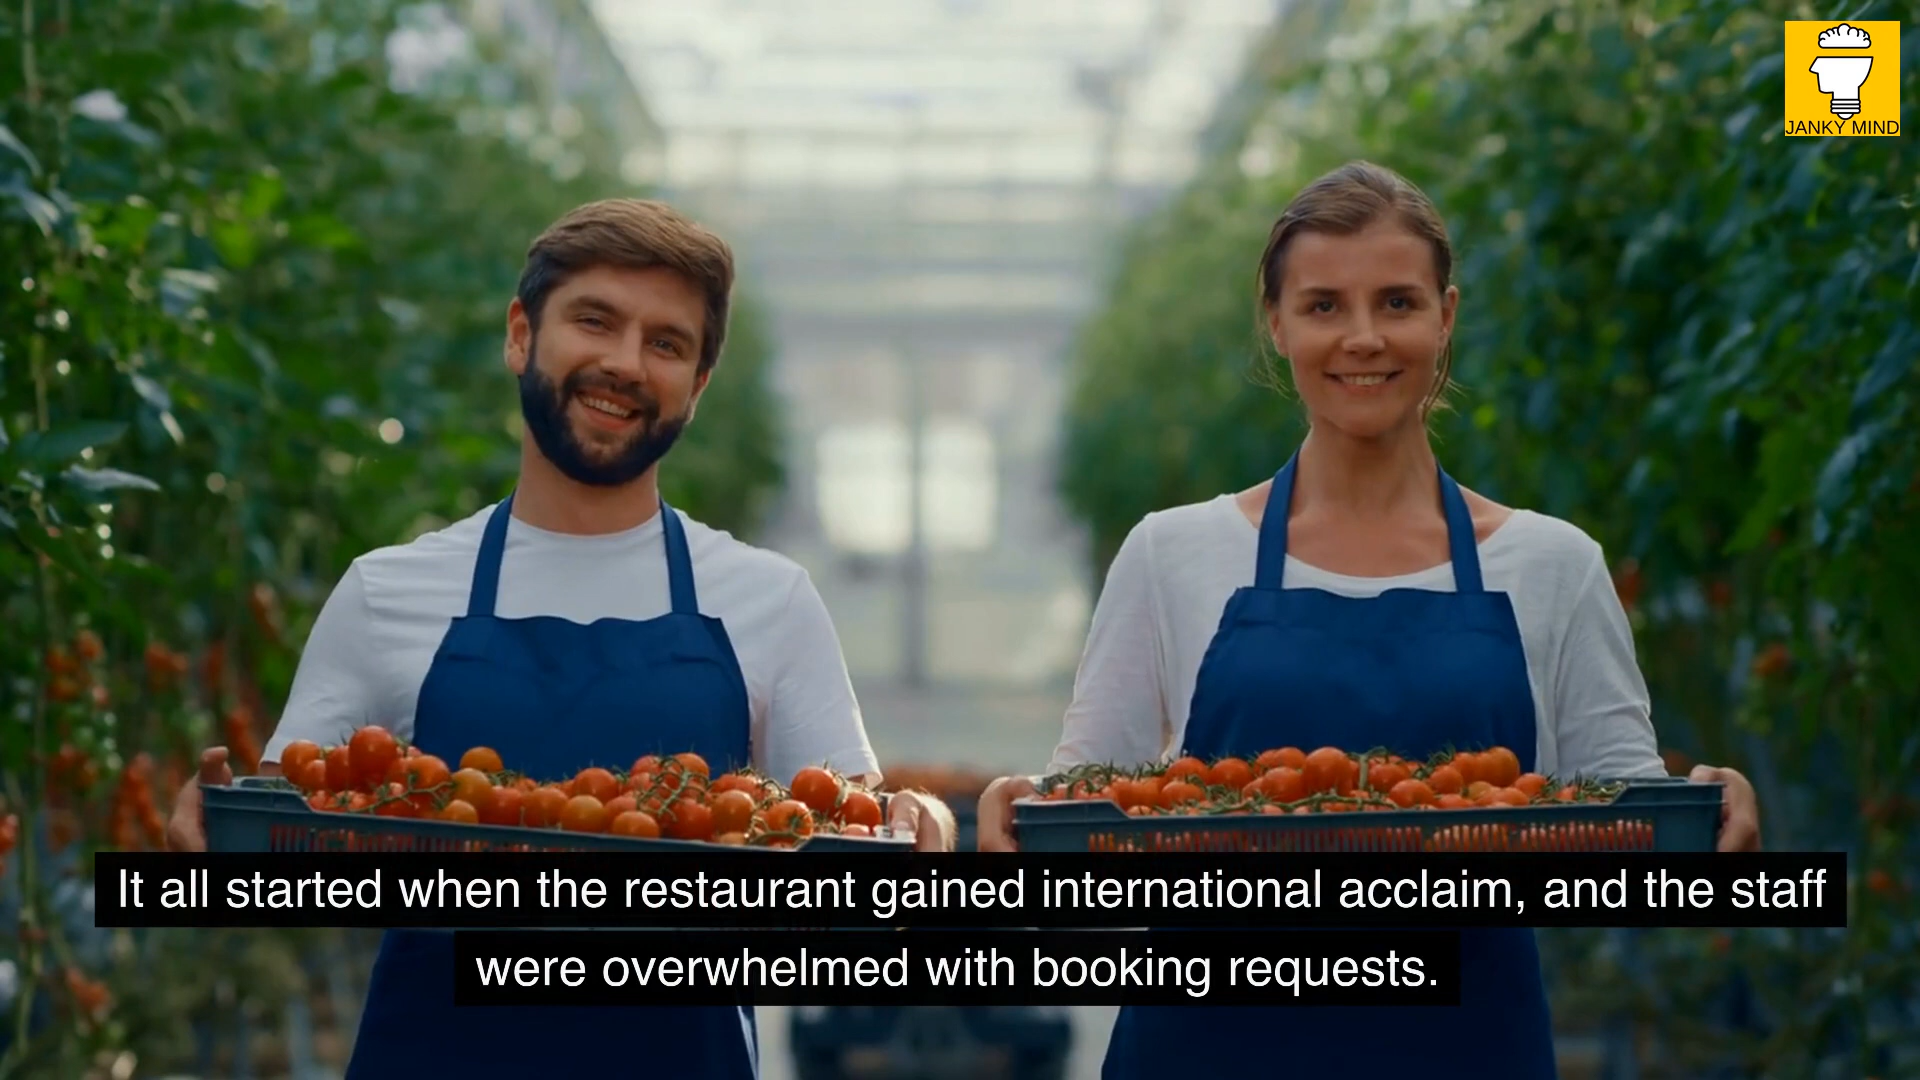 JANKY MIND
It all started when the restaurant gained international acclaim, and the staff
were overwhelmed with booking requests.